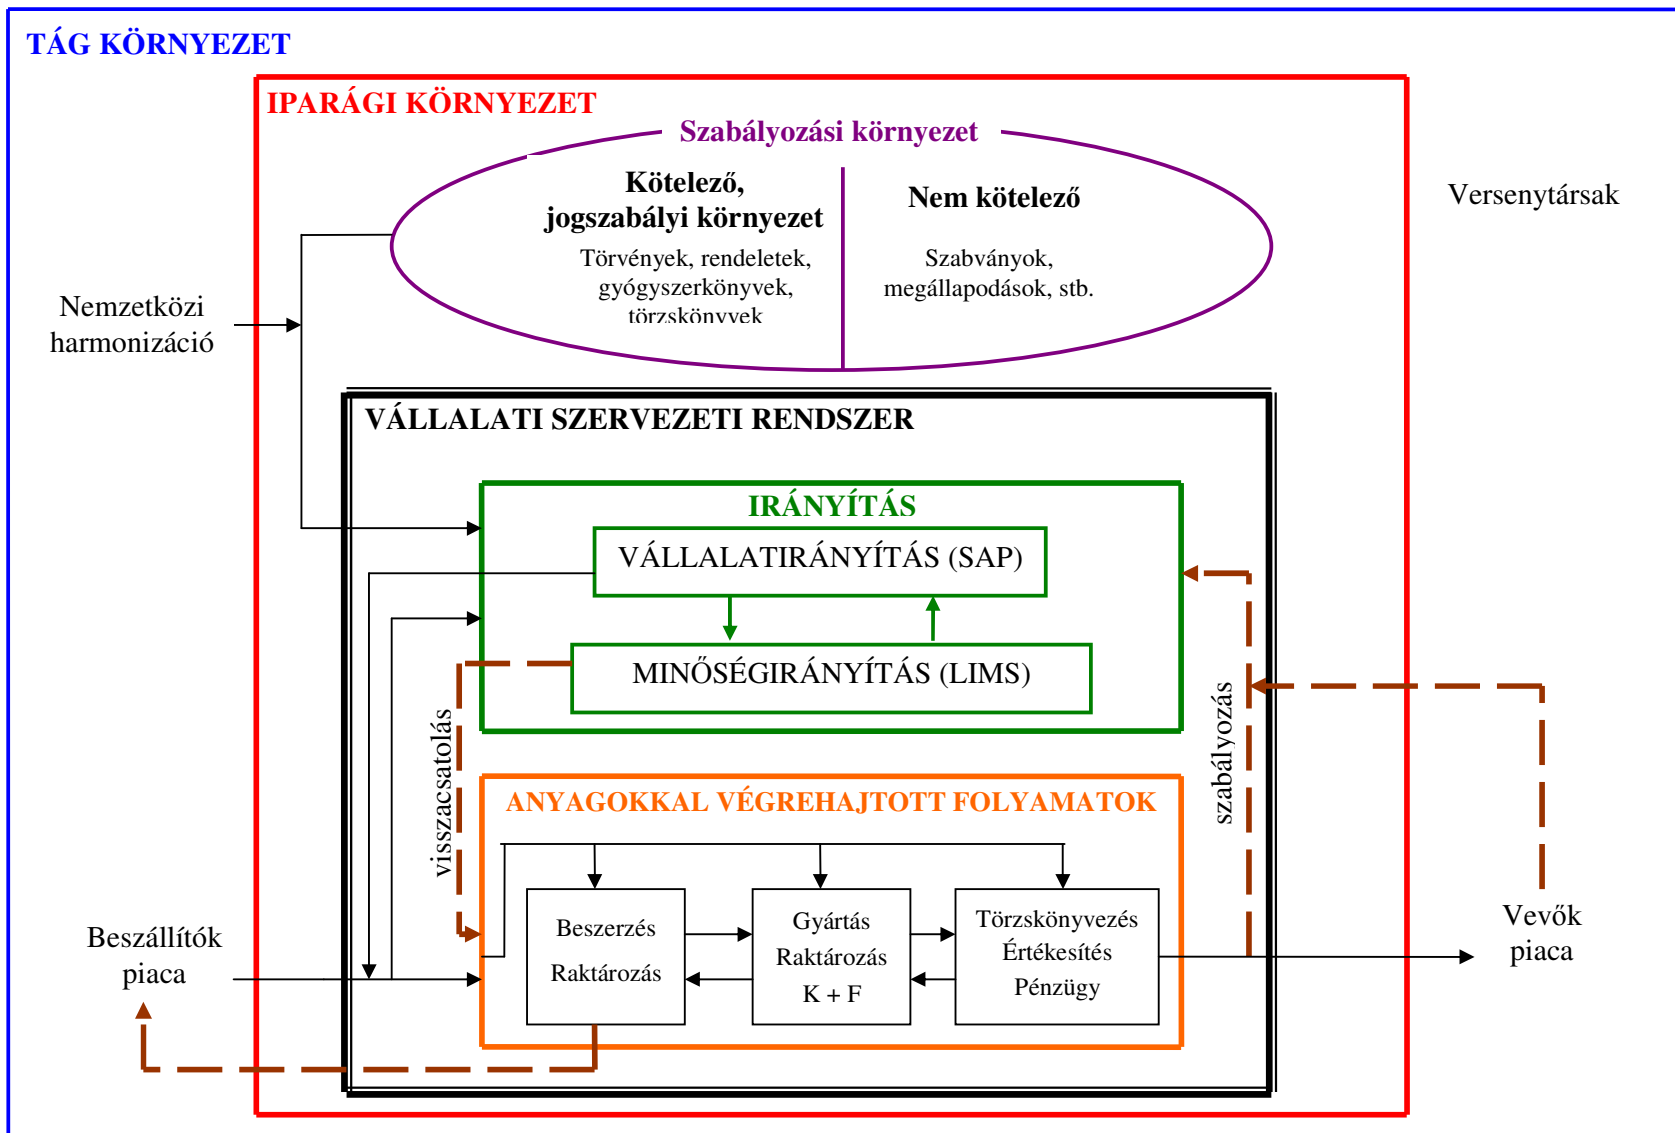 TÁG KÖRNYEZET
IPARÁGI KÖRNYEZET
Szabályozási környezet
Kötelező,
jogszabályi környezet
Törvények, rendeletek,
gyógyszerkönyvek,
törzskönyvek
Nem kötelező
Szabványok,
megállapodások, stb.
Versenytársak
Nemzetközi
harmonizáció
VÁLLALATI SZERVEZETI RENDSZER
IRÁNYÍTÁS
VÁLLALATIRÁNYÍTÁS (SAP)
MINŐSÉGIRÁNYÍTÁS (LIMS)
visszacsatolás
szabályozás
ANYAGOKKAL VÉGREHAJTOTT FOLYAMATOK
Beszállítók
piaca
Beszerzés
Raktározás
Gyártás
Raktározás
K + F
Törzskönyvezés
Értékesítés
Pénzügy
Vevők
piaca